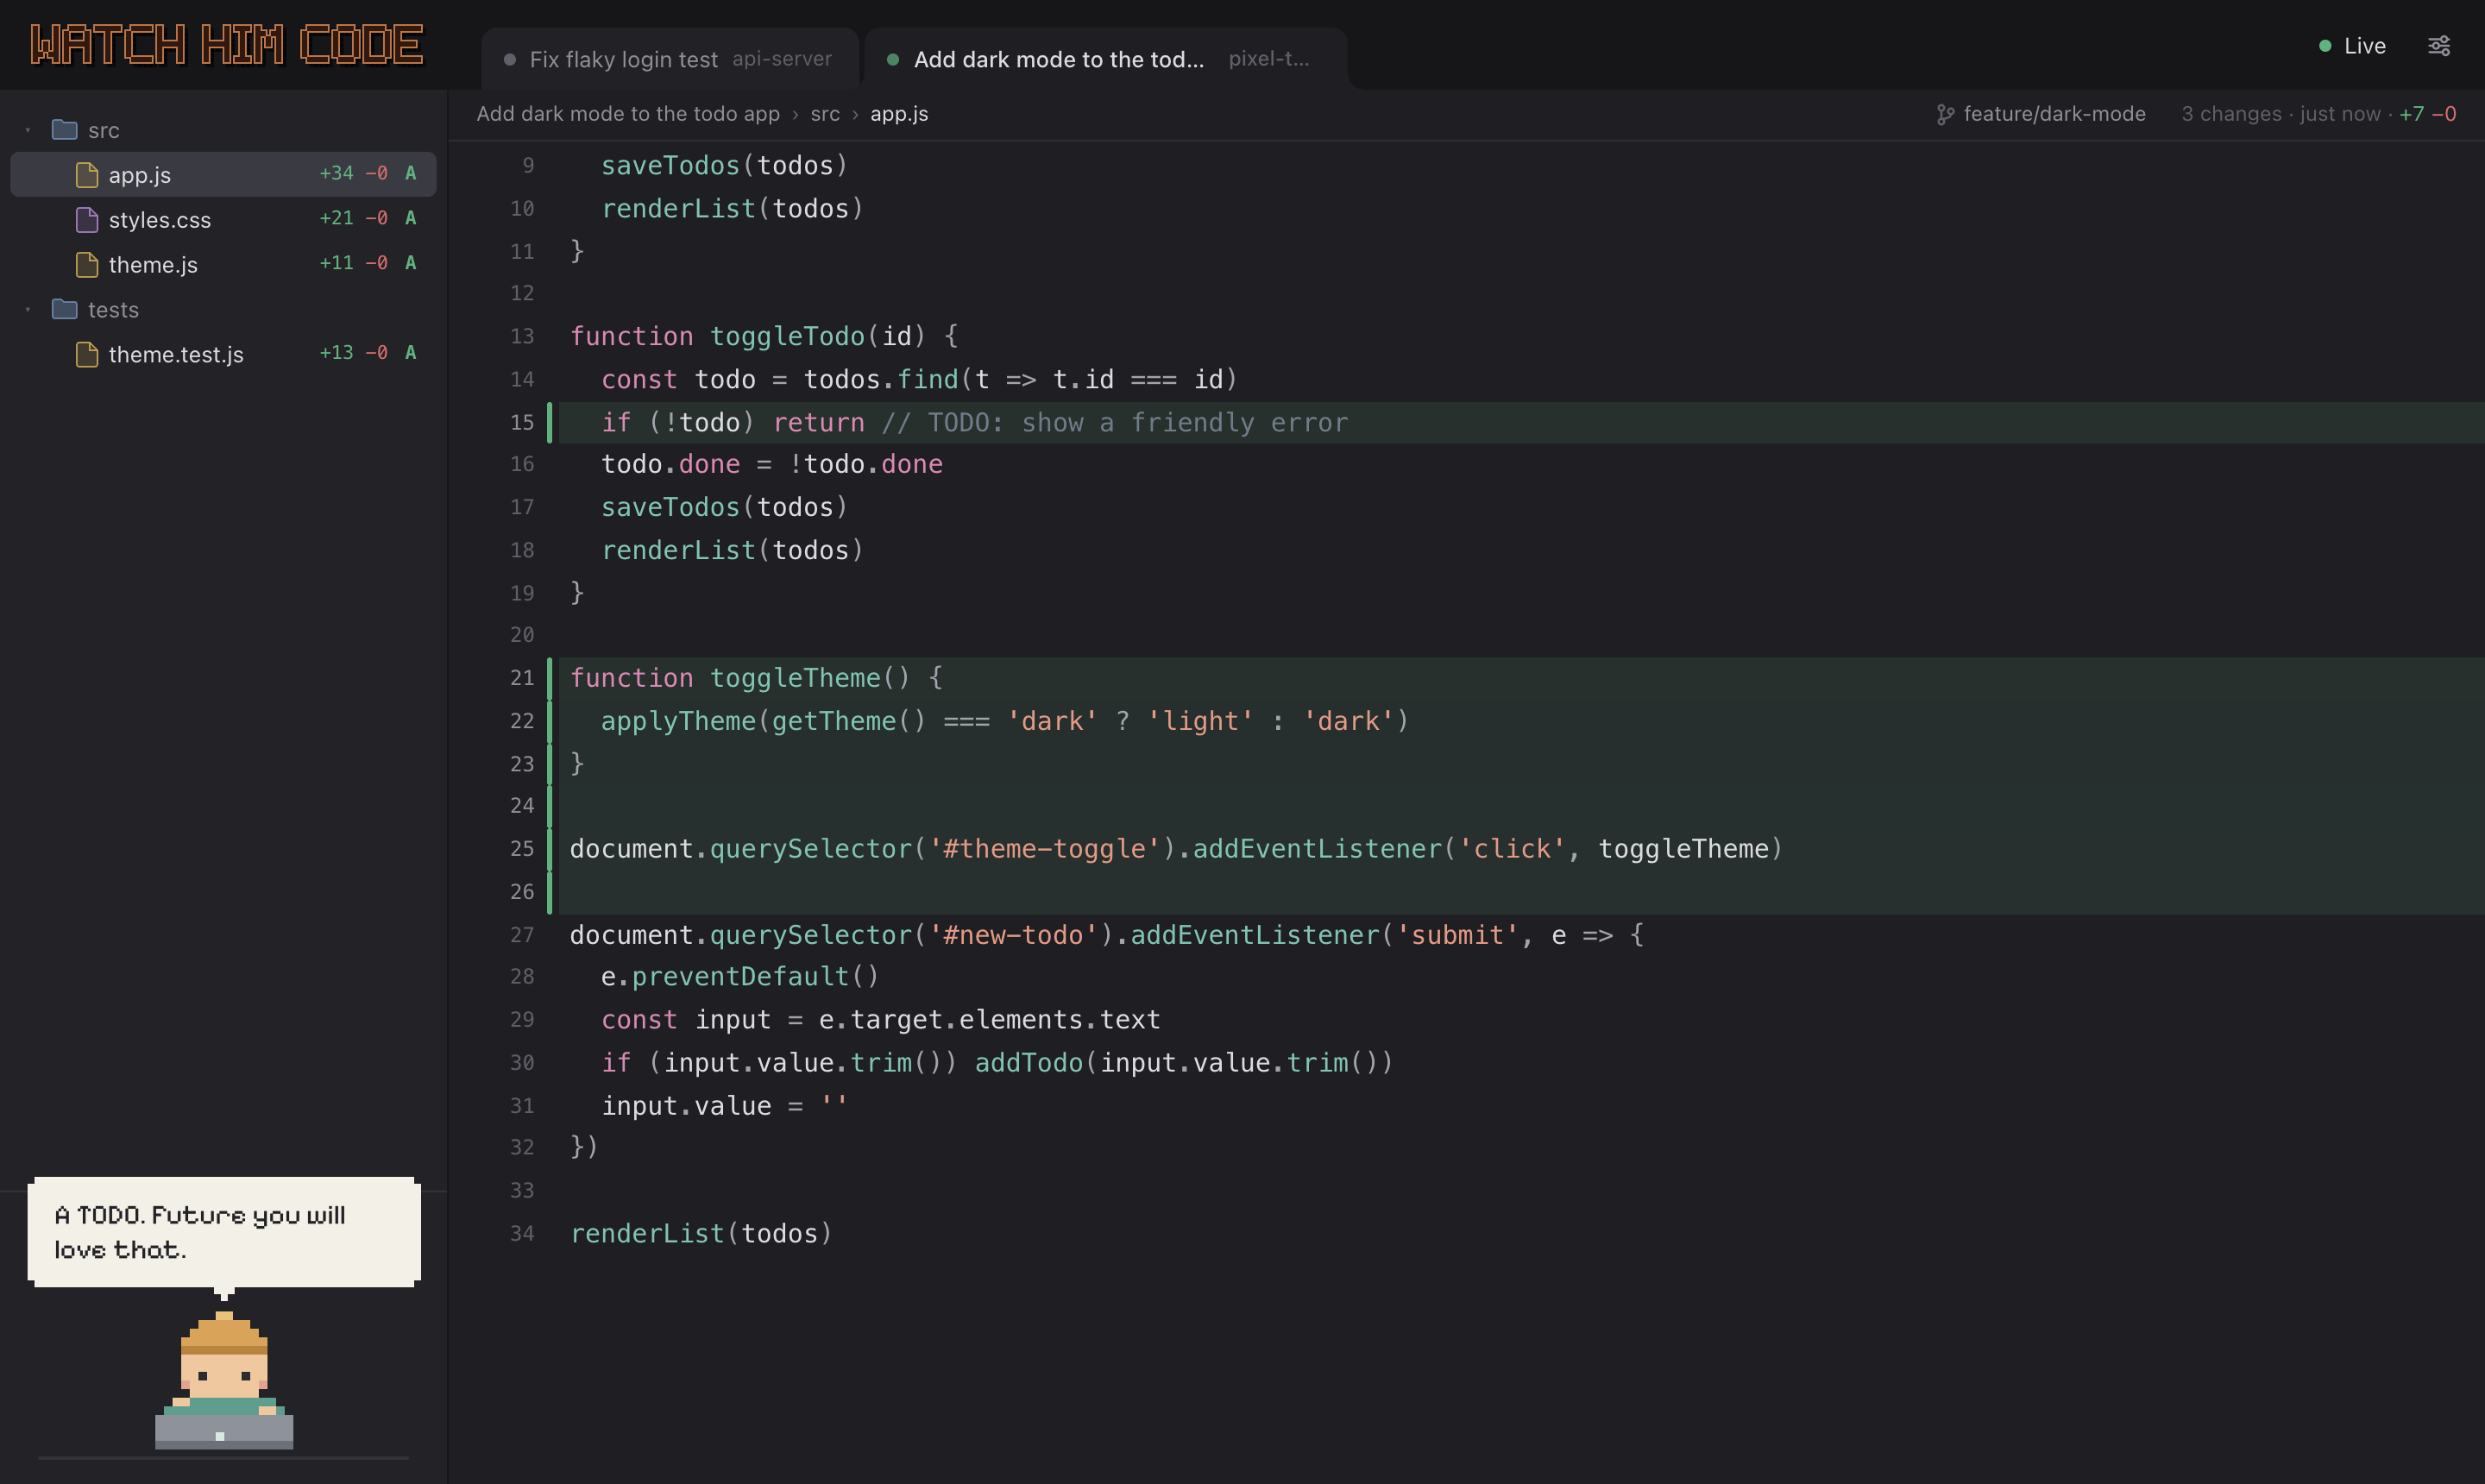 WATCH HIM CODE
Fix flaky login test api-server
Add dark mode to the tod... pixel-t...
Live
src
app.js +34 −0 A
styles.css +21 −0 A
theme.js +11 −0 A
tests
theme.test.js +13 −0 A
Add dark mode to the todo app › src › app.js
feature/dark-mode 3 changes · just now · +7 −0
9 saveTodos(todos)
10 renderList(todos)
11 }
12
13 function toggleTodo(id) {
14 const todo = todos.find(t => t.id === id)
15 if (!todo) return // TODO: show a friendly error
16 todo.done = !todo.done
17 saveTodos(todos)
18 renderList(todos)
19 }
20
21 function toggleTheme() {
22 applyTheme(getTheme() === 'dark' ? 'light' : 'dark')
23 }
24
25 document.querySelector('#theme-toggle').addEventListener('click', toggleTheme)
26
27 document.querySelector('#new-todo').addEventListener('submit', e => {
28 e.preventDefault()
29 const input = e.target.elements.text
30 if (input.value.trim()) addTodo(input.value.trim())
31 input.value = ''
32 })
33
34 renderList(todos)
A TODO. Future you will
love that.